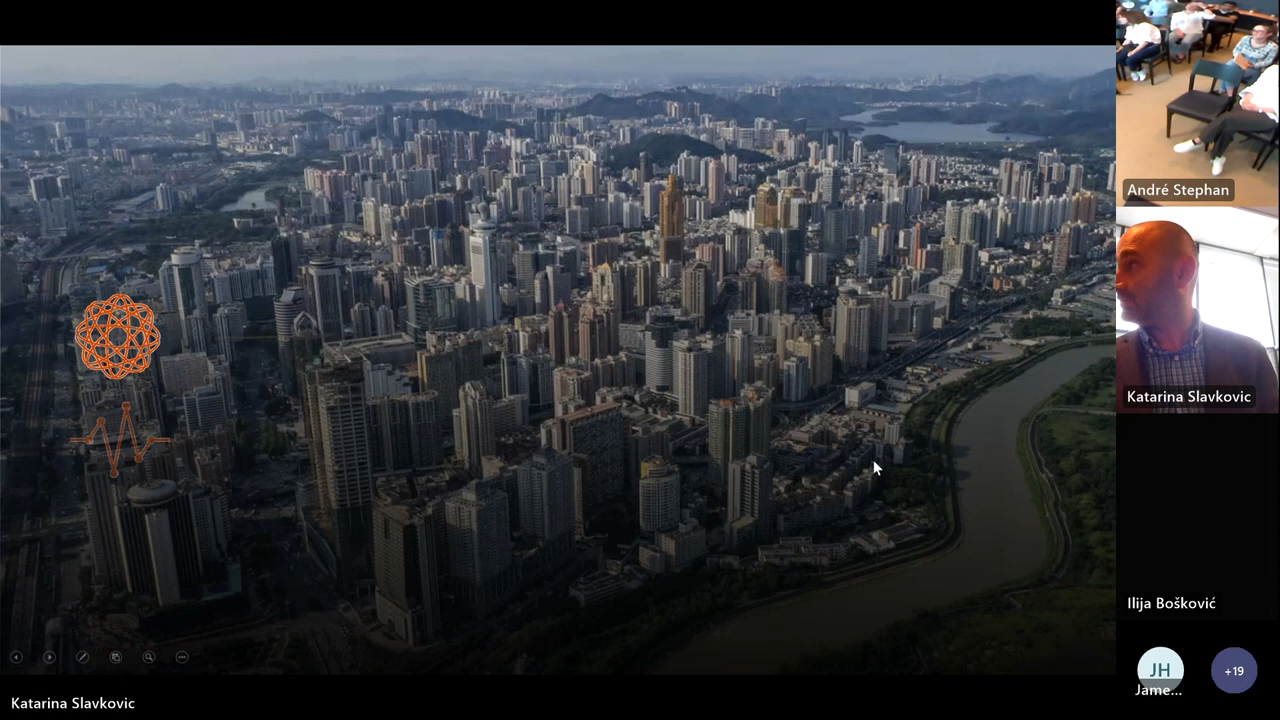 André Stephan
Katarina Slavkovic
Ilija Bošković
JH
+19
Jame...
Katarina Slavkovic